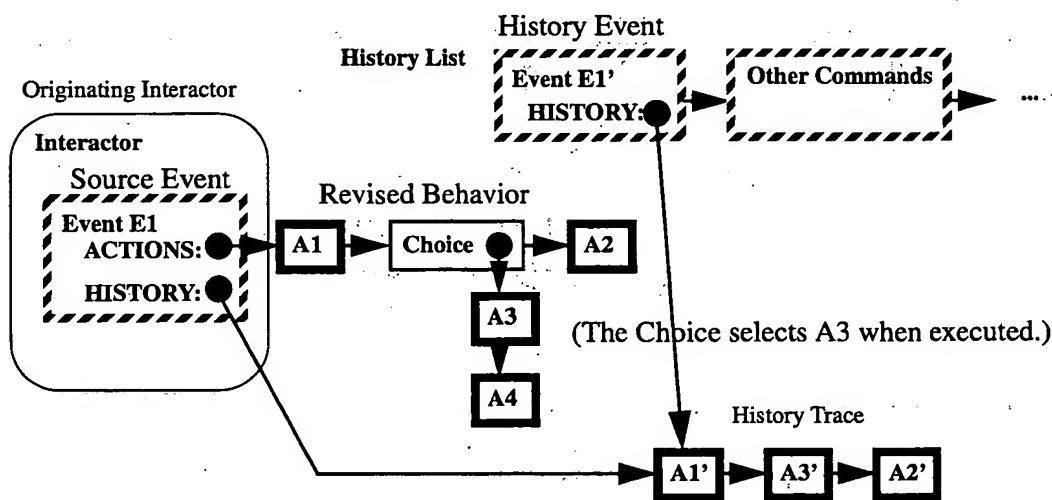 History Event
History List
Event E1'
HISTORY:
Other Commands
...
Originating Interactor
Interactor
Source Event
Event E1
ACTIONS:
HISTORY:
Revised Behavior
A1
Choice
A2
A3
A4
(The Choice selects A3 when executed.)
History Trace
A1'
A3'
A2'